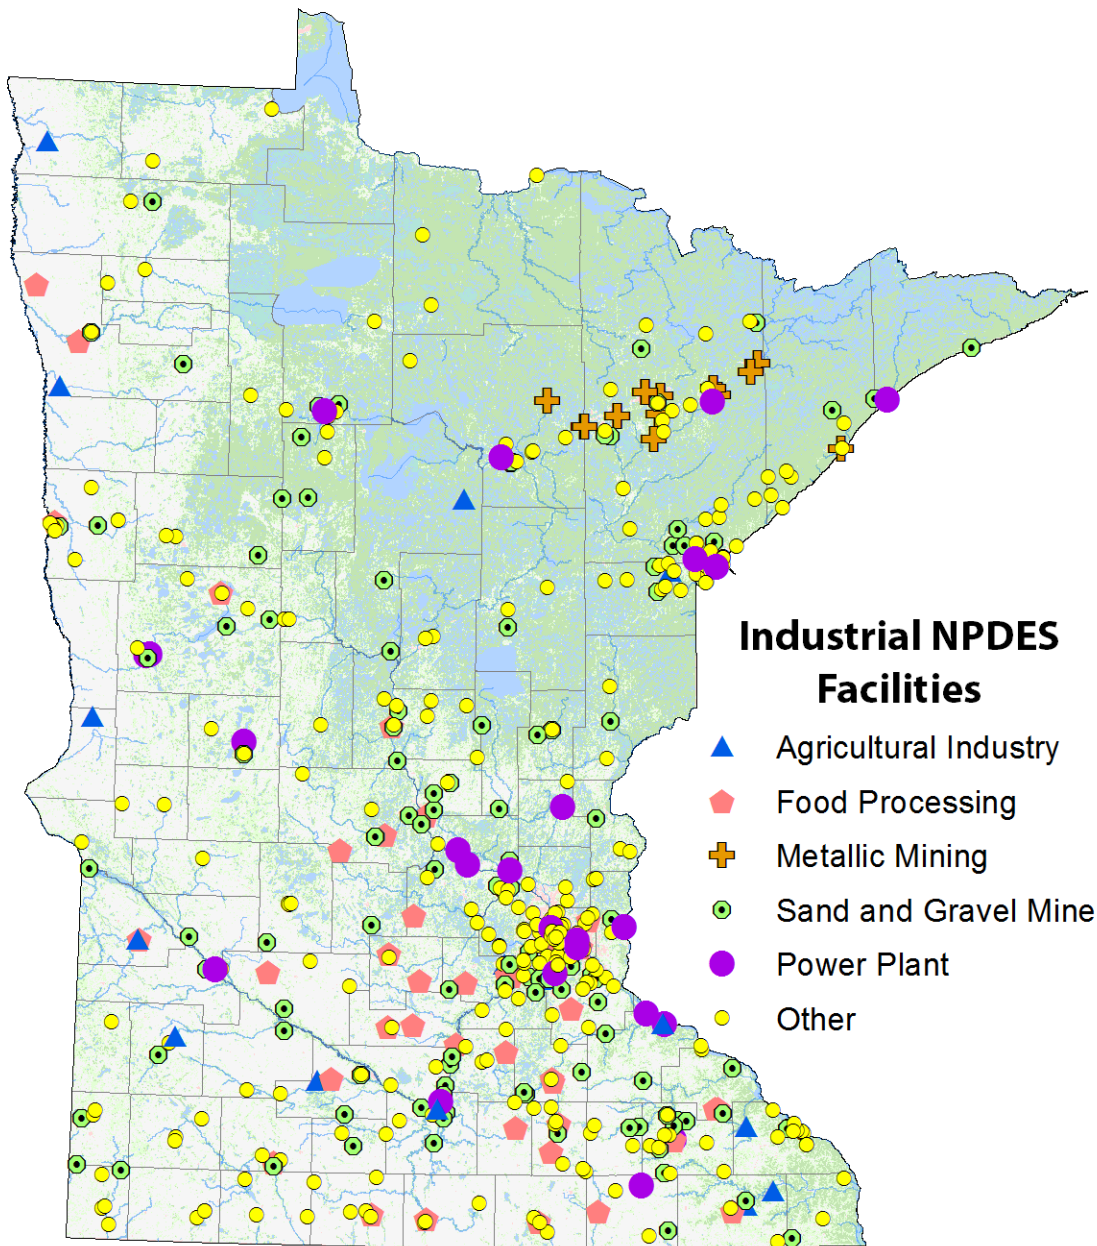 Industrial NPDES
Facilities
Agricultural Industry
Food Processing
Metallic Mining
Sand and Gravel Mine
Power Plant
Other